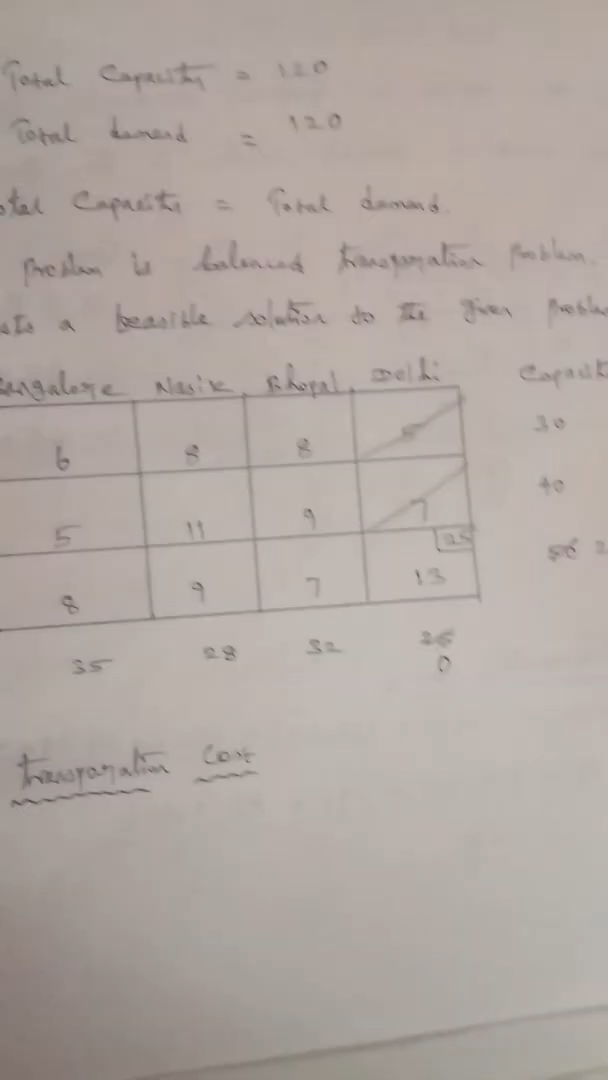 Total Capacity = 120
Total demand = 120
Total Capacity = Total demand.
Problem is balanced transportation problem.
a feasible solution to the given problem
Bangalore Nasik Bhopal Delhi Capacity
6 8 8 5 30
5 11 9 7 40
25
8 9 7 13 50
35 28 32 25
0
transportation Cost